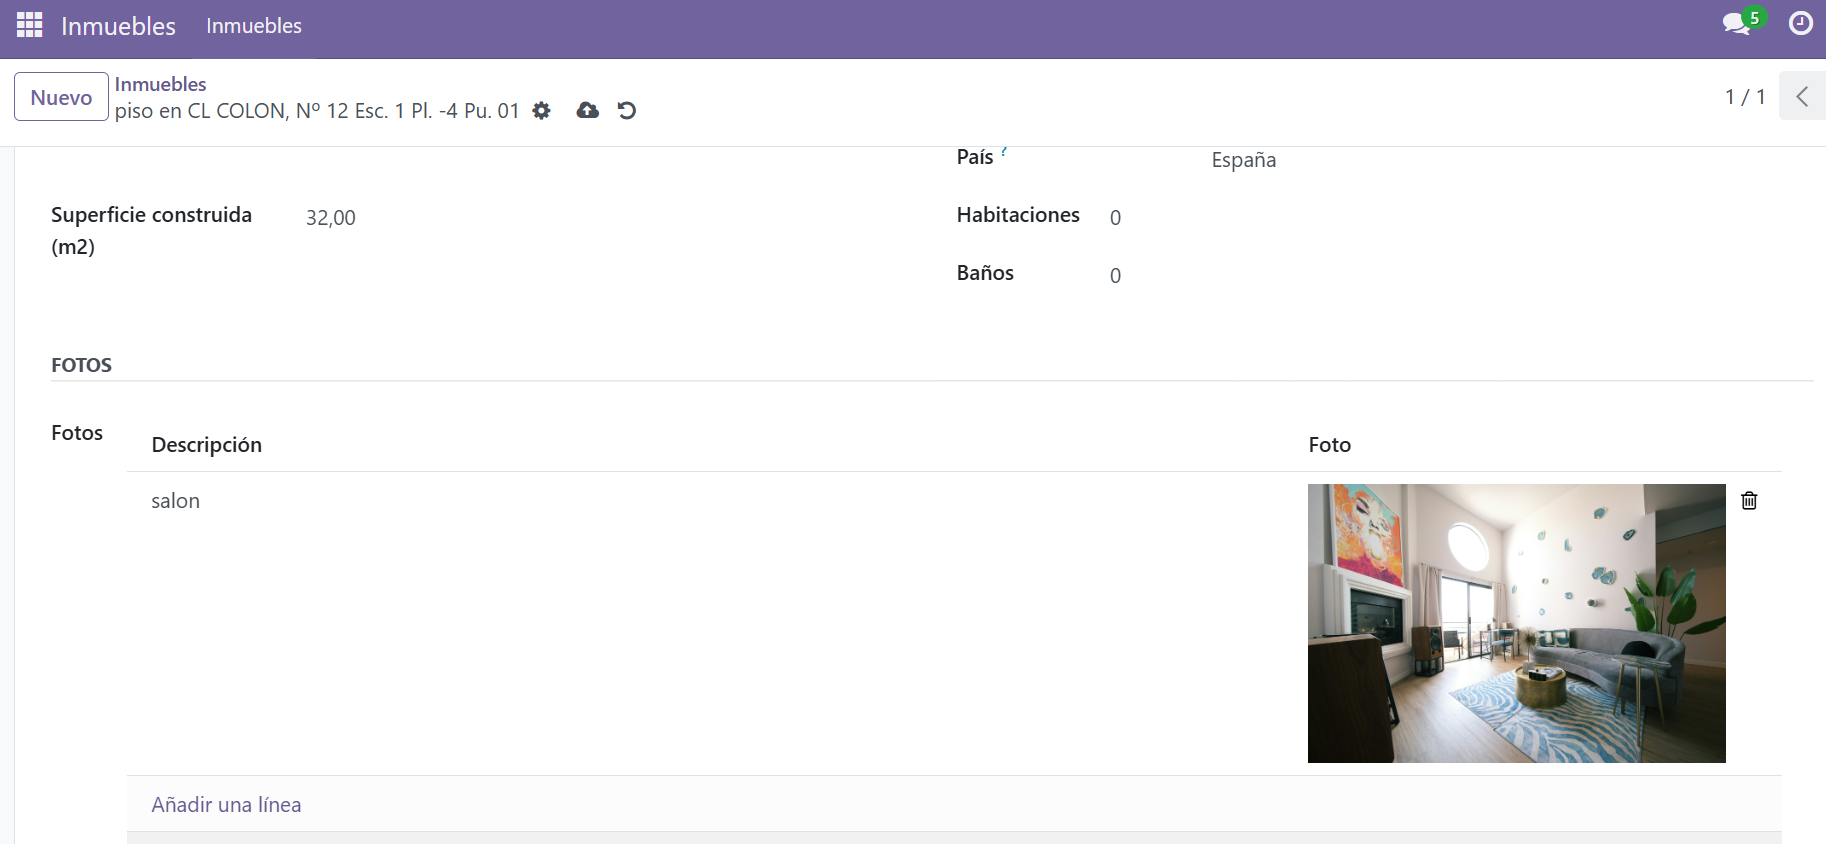 Inmuebles Inmuebles 5
Nuevo Inmuebles
piso en CL COLON, Nº 12 Esc. 1 Pl. -4 Pu. 01
1 / 1
País ? España
Superficie construida (m2) 32,00
Habitaciones 0
Baños 0
FOTOS
Fotos
Descripción Foto
salon
Añadir una línea